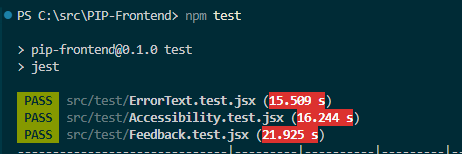 PS C:\src\PIP-Frontend> npm test
> pip-frontend@0.1.0 test
> jest
PASS src/test/ErrorText.test.jsx (15.509 s)
PASS src/test/Accessibility.test.jsx (16.244 s)
PASS src/test/Feedback.test.jsx (21.925 s)